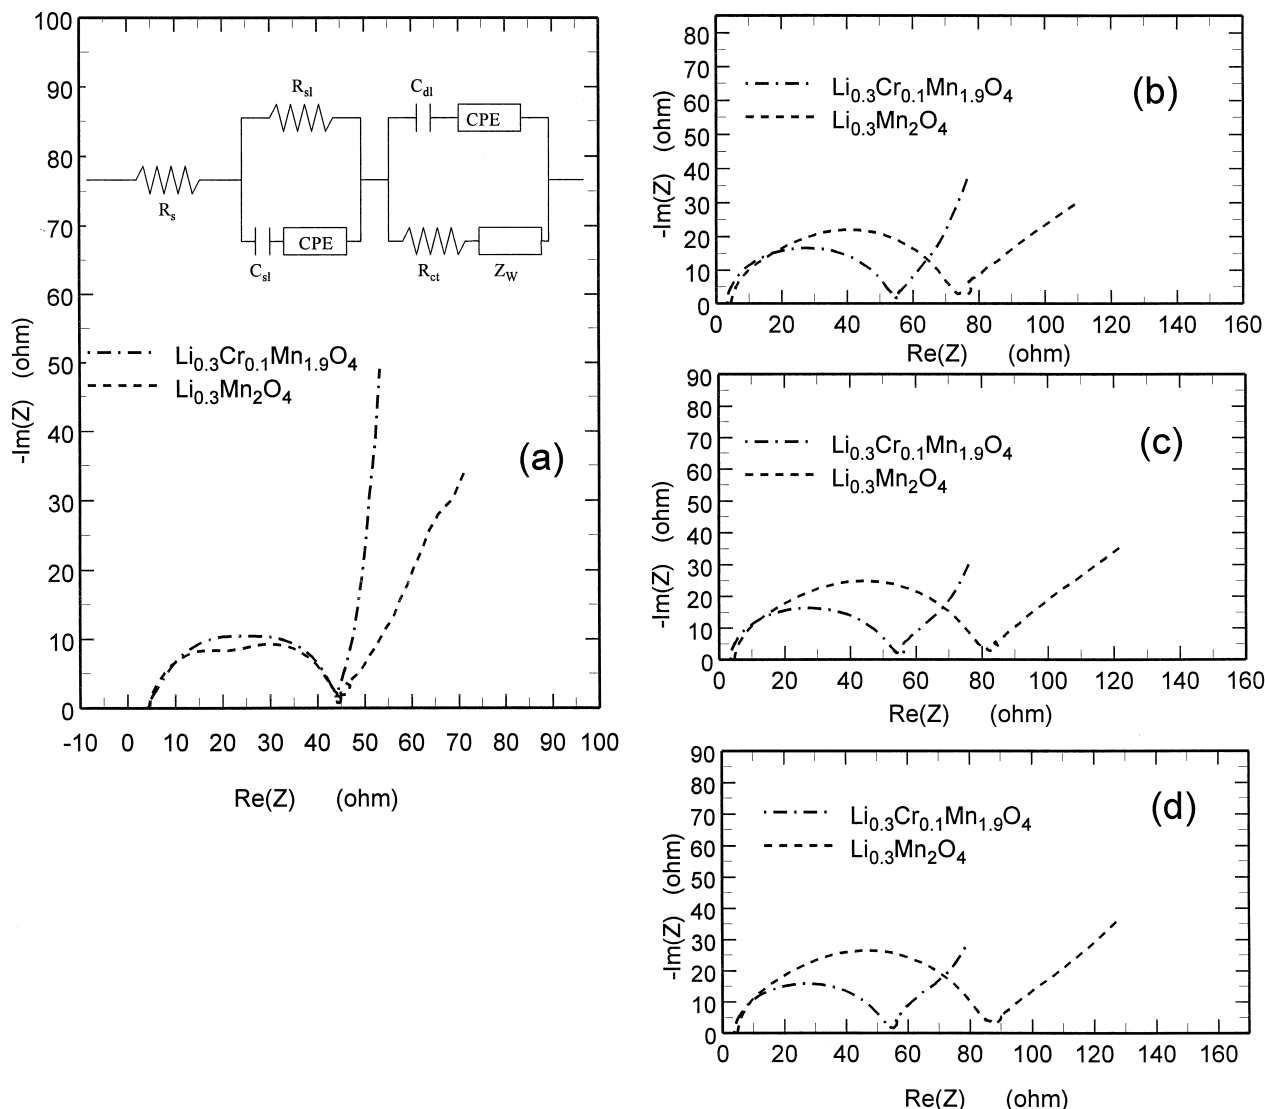 100
90
80
70
60
50
40
30
20
10
0
-Im(Z) (ohm)
R_sl
C_dl
CPE
R_s
CPE
C_sl
R_ct
Z_W
Li0.3Cr0.1Mn1.9O4
Li0.3Mn2O4
(a)
-10 0 10 20 30 40 50 60 70 80 90 100
Re(Z) (ohm)
80
70
60
50
40
30
20
10
0
-Im(Z) (ohm)
Li0.3Cr0.1Mn1.9O4
Li0.3Mn2O4
(b)
0 20 40 60 80 100 120 140 160
Re(Z) (ohm)
90
80
70
60
50
40
30
20
10
0
-Im(Z) (ohm)
Li0.3Cr0.1Mn1.9O4
Li0.3Mn2O4
(c)
0 20 40 60 80 100 120 140 160
Re(Z) (ohm)
90
80
70
60
50
40
30
20
10
0
-Im(Z) (ohm)
Li0.3Cr0.1Mn1.9O4
Li0.3Mn2O4
(d)
0 20 40 60 80 100 120 140 160
Re(Z) (ohm)